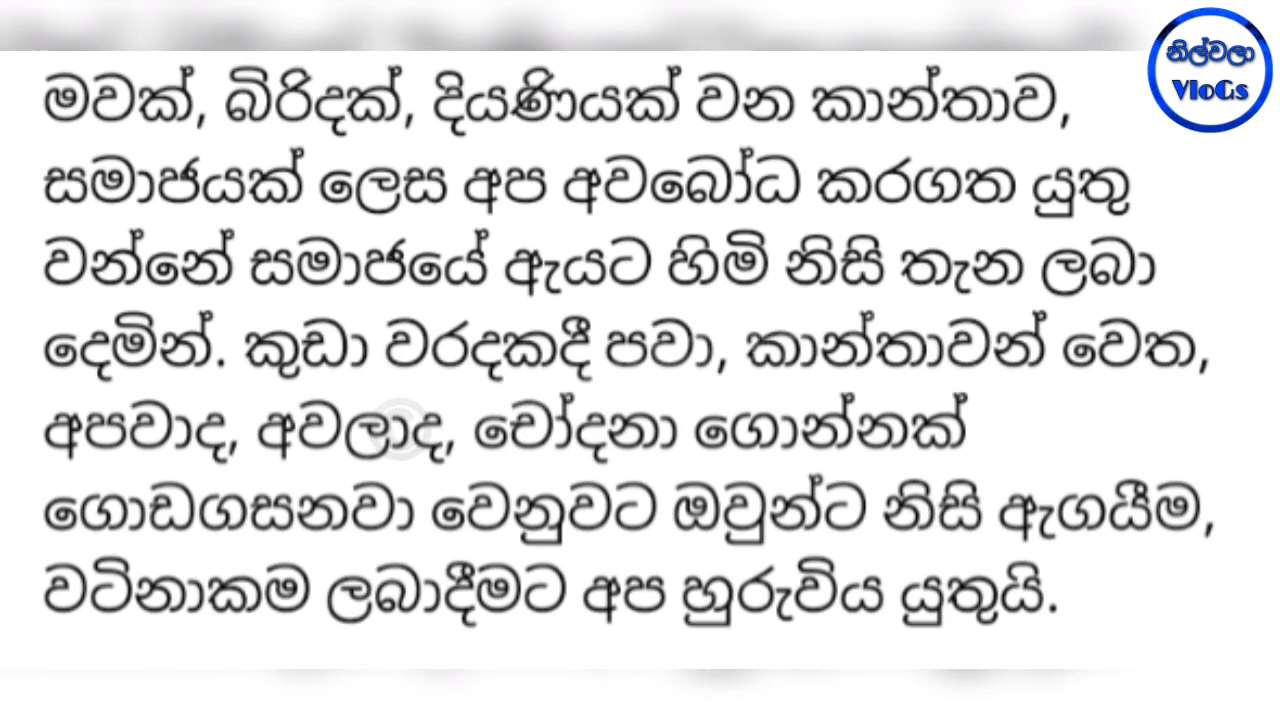 නිල්වලා
VloGs
මවක්, බිරිදක්, දියණියක් වන කාන්තාව,
සමාජයක් ලෙස අප අවබෝධ කරගත යුතු
වන්නේ සමාජයේ ඇයට හිමි නිසි තැන ලබා
දෙමින්. කුඩා වරදකදී පවා, කාන්තාවන් වෙත,
අපවාද, අවලාද, චෝදනා ගොන්නක්
ගොඩගසනවා වෙනුවට ඔවුන්ට නිසි ඇගයීම,
වටිනාකම ලබාදීමට අප හුරුවිය යුතුයි.